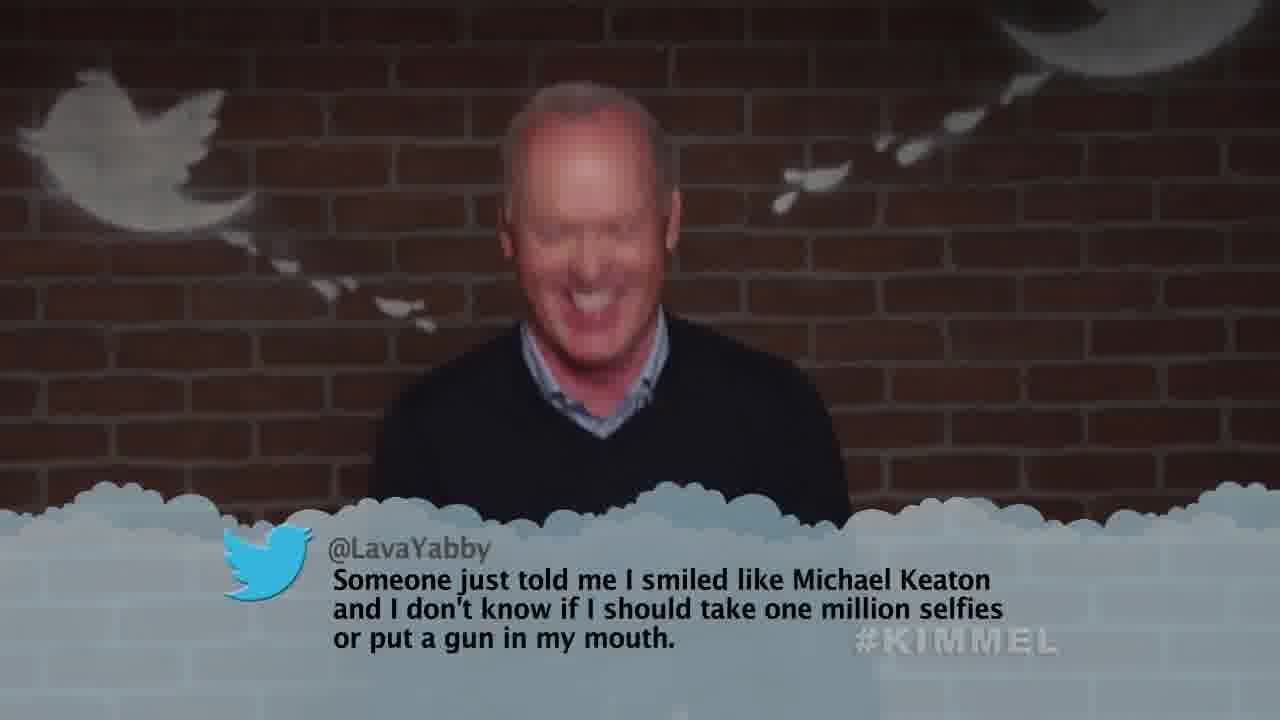 @LavaYabby
Someone just told me I smiled like Michael Keaton
and I don't know if I should take one million selfies
or put a gun in my mouth.
#KIMMEL